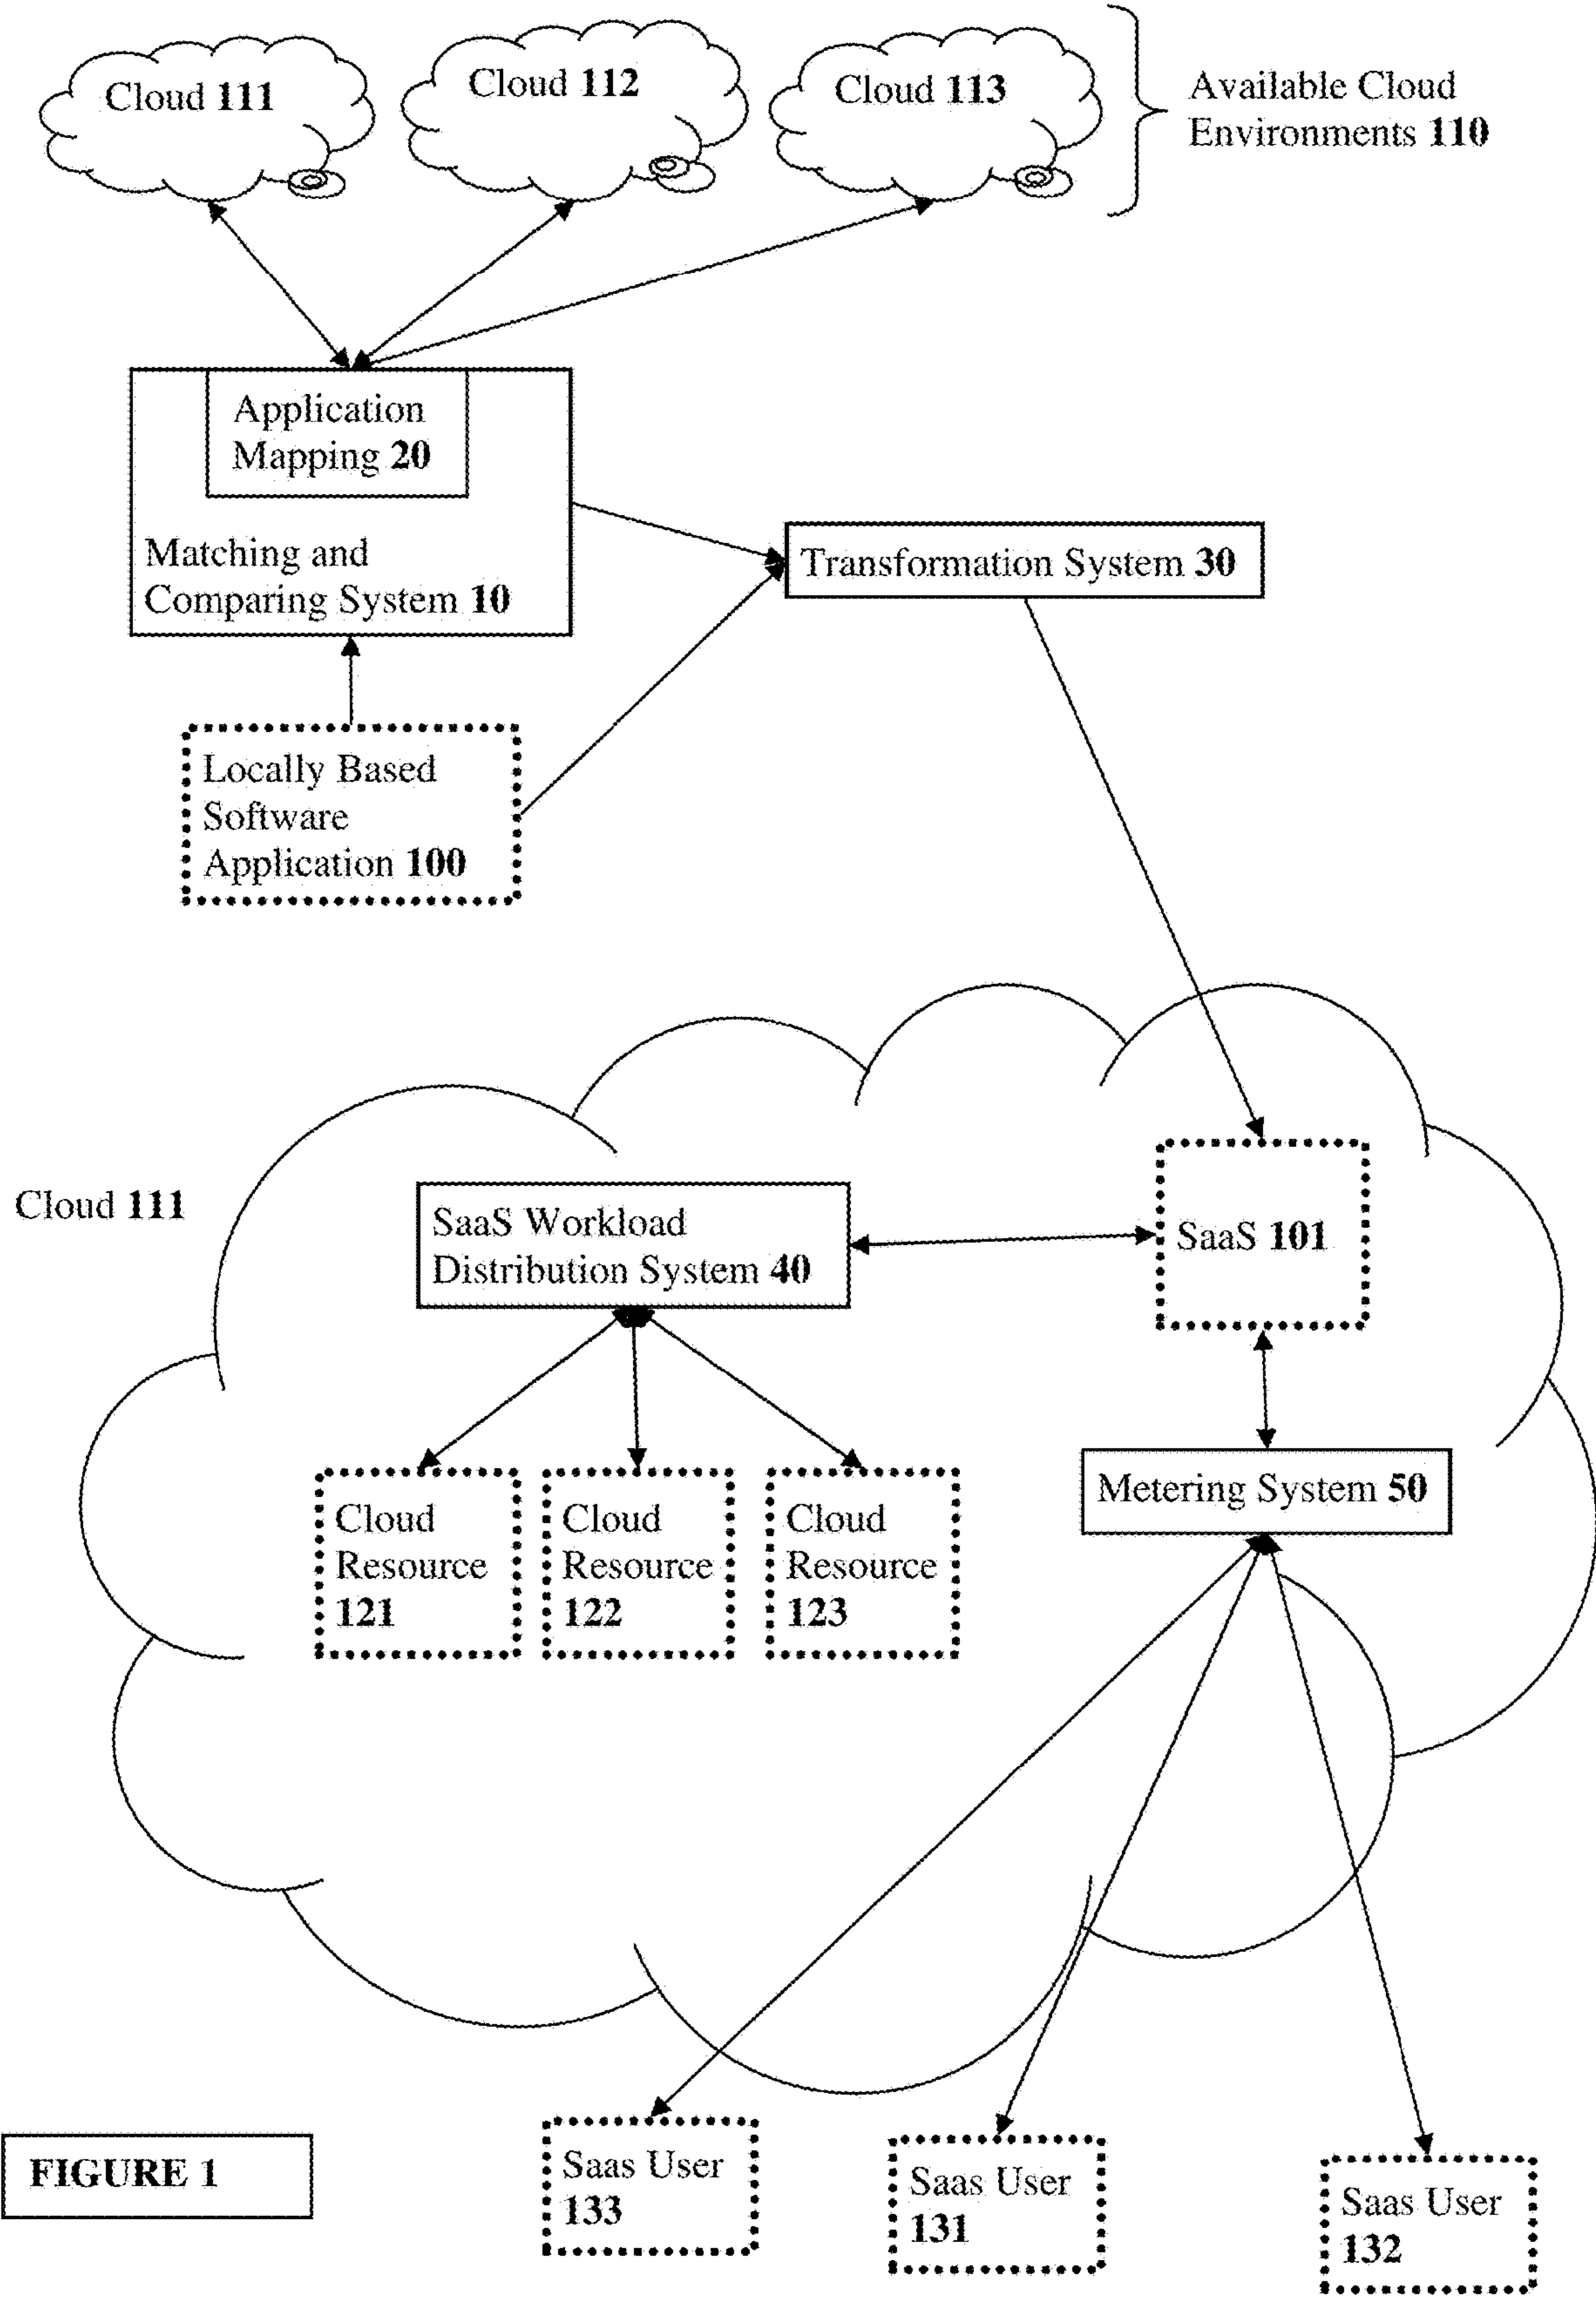 Cloud 111
Cloud 112
Cloud 113
Available Cloud
Environments 110
Application
Mapping 20
Matching and
Comparing System 10
Transformation System 30
Locally Based
Software
Application 100
Cloud 111
SaaS Workload
Distribution System 40
SaaS 101
Cloud
Resource
121
Cloud
Resource
122
Cloud
Resource
123
Metering System 50
Saas User
133
Saas User
131
Saas User
132
FIGURE 1